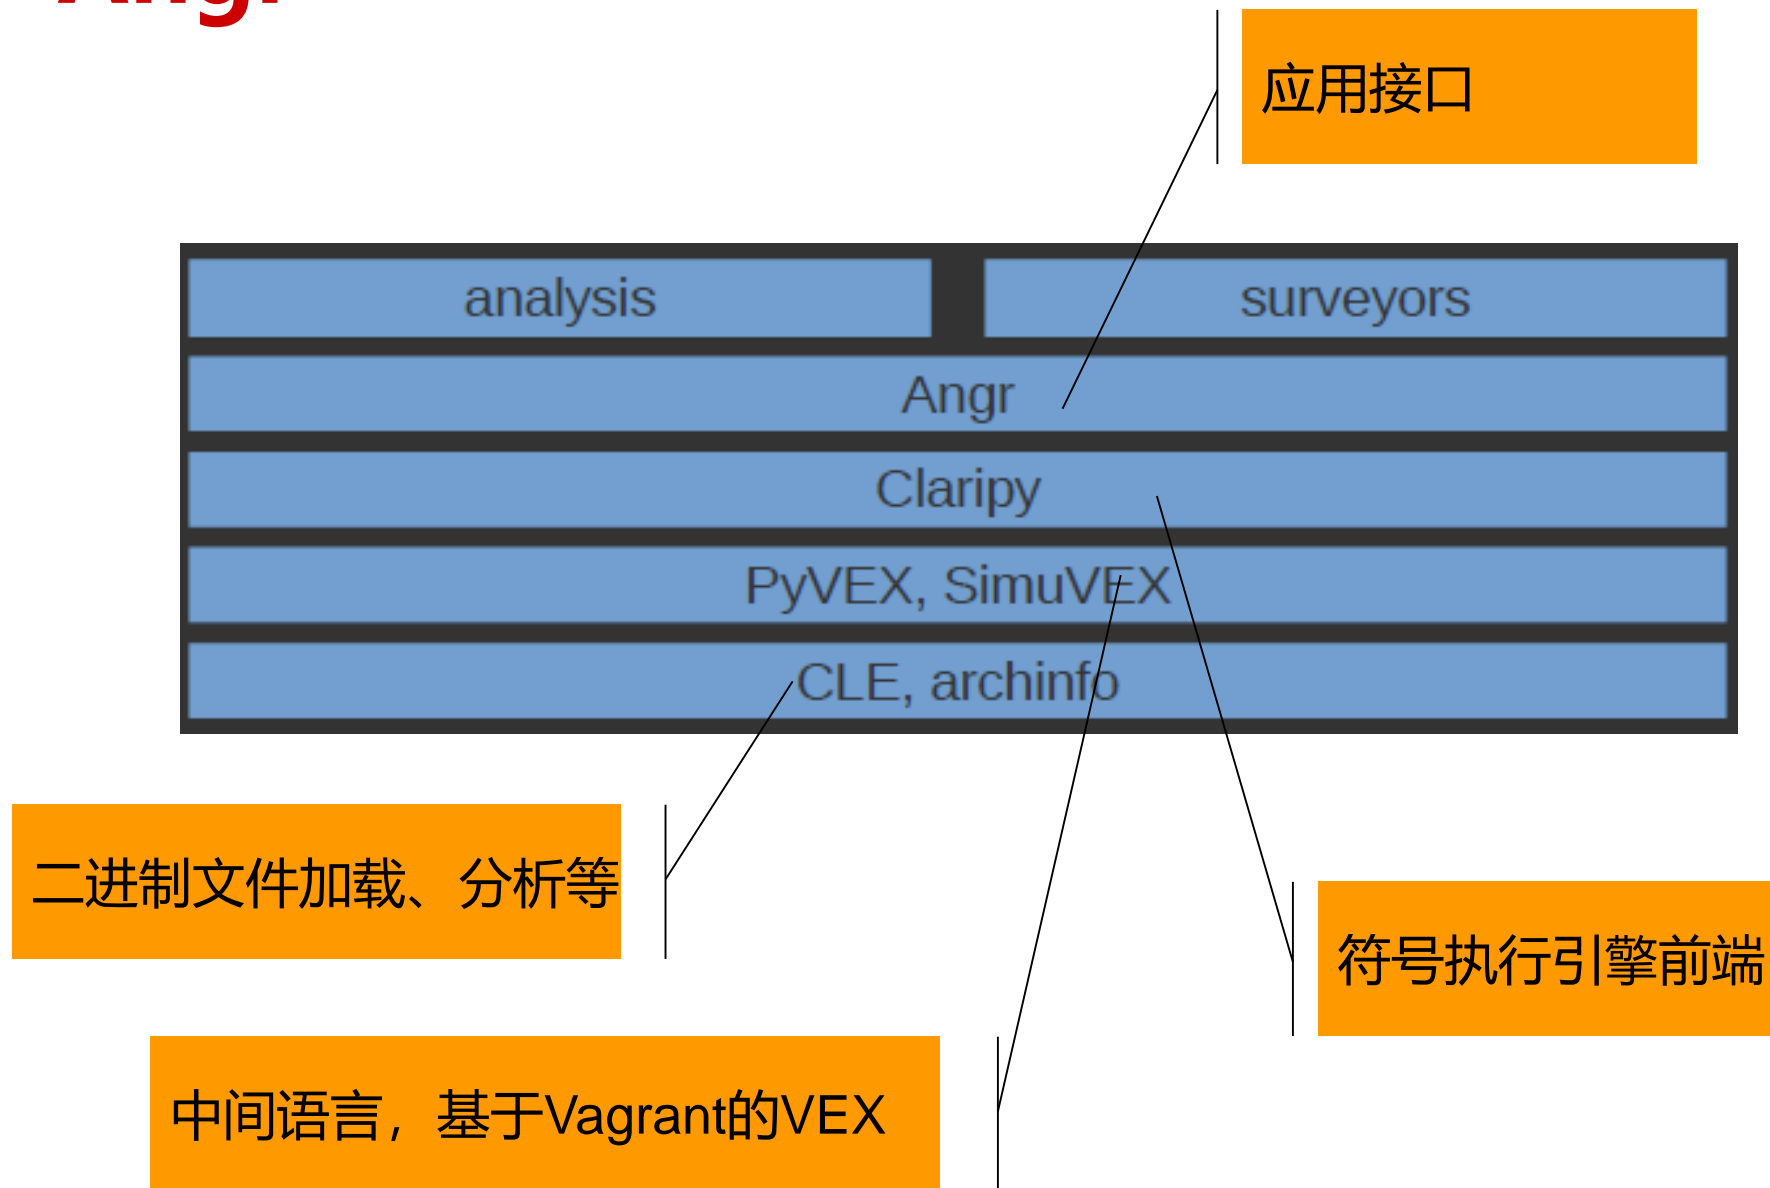 Angr
应用接口
analysis
surveyors
Angr
Claripy
PyVEX, SimuVEX
CLE, archinfo
二进制文件加载、分析等
符号执行引擎前端
中间语言，基于Vagrant的VEX